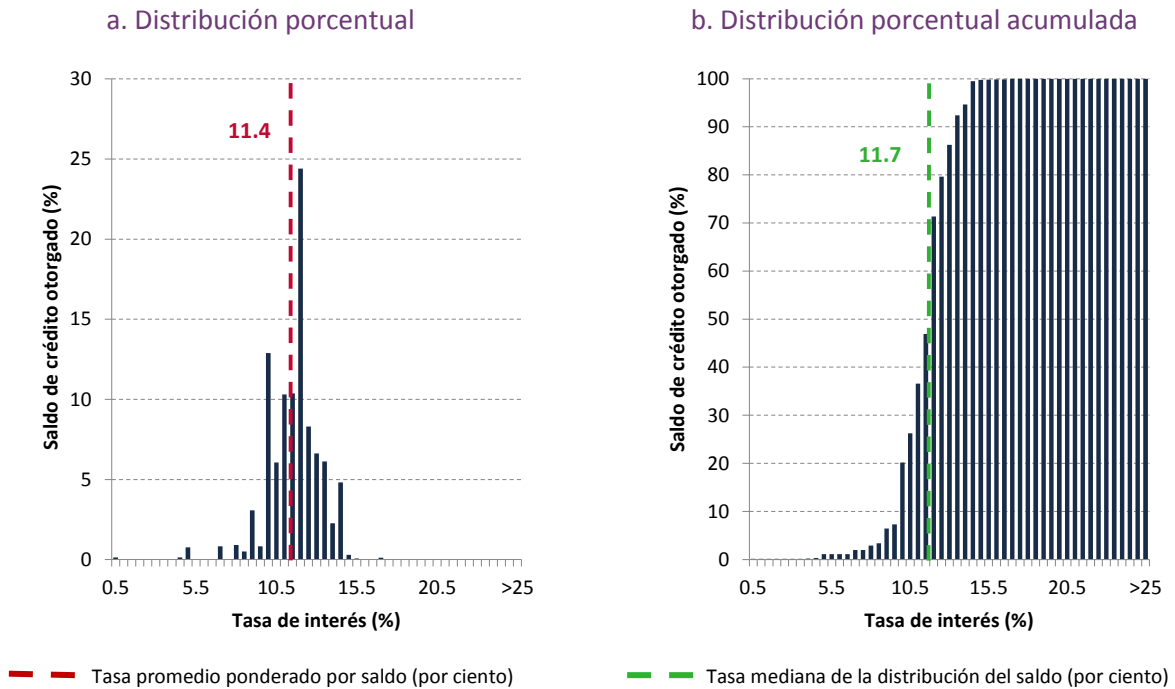 a. Distribución porcentual
30
25
20
15
10
5
0
Saldo de crédito otorgado (%)
11.4
0.5 5.5 10.5 15.5 20.5 >25
Tasa de interés (%)
Tasa promedio ponderado por saldo (por ciento)
b. Distribución porcentual acumulada
100
90
80
70
60
50
40
30
20
10
0
Saldo de crédito otorgado (%)
11.7
0.5 5.5 10.5 15.5 20.5 >25
Tasa de interés (%)
Tasa mediana de la distribución del saldo (por ciento)